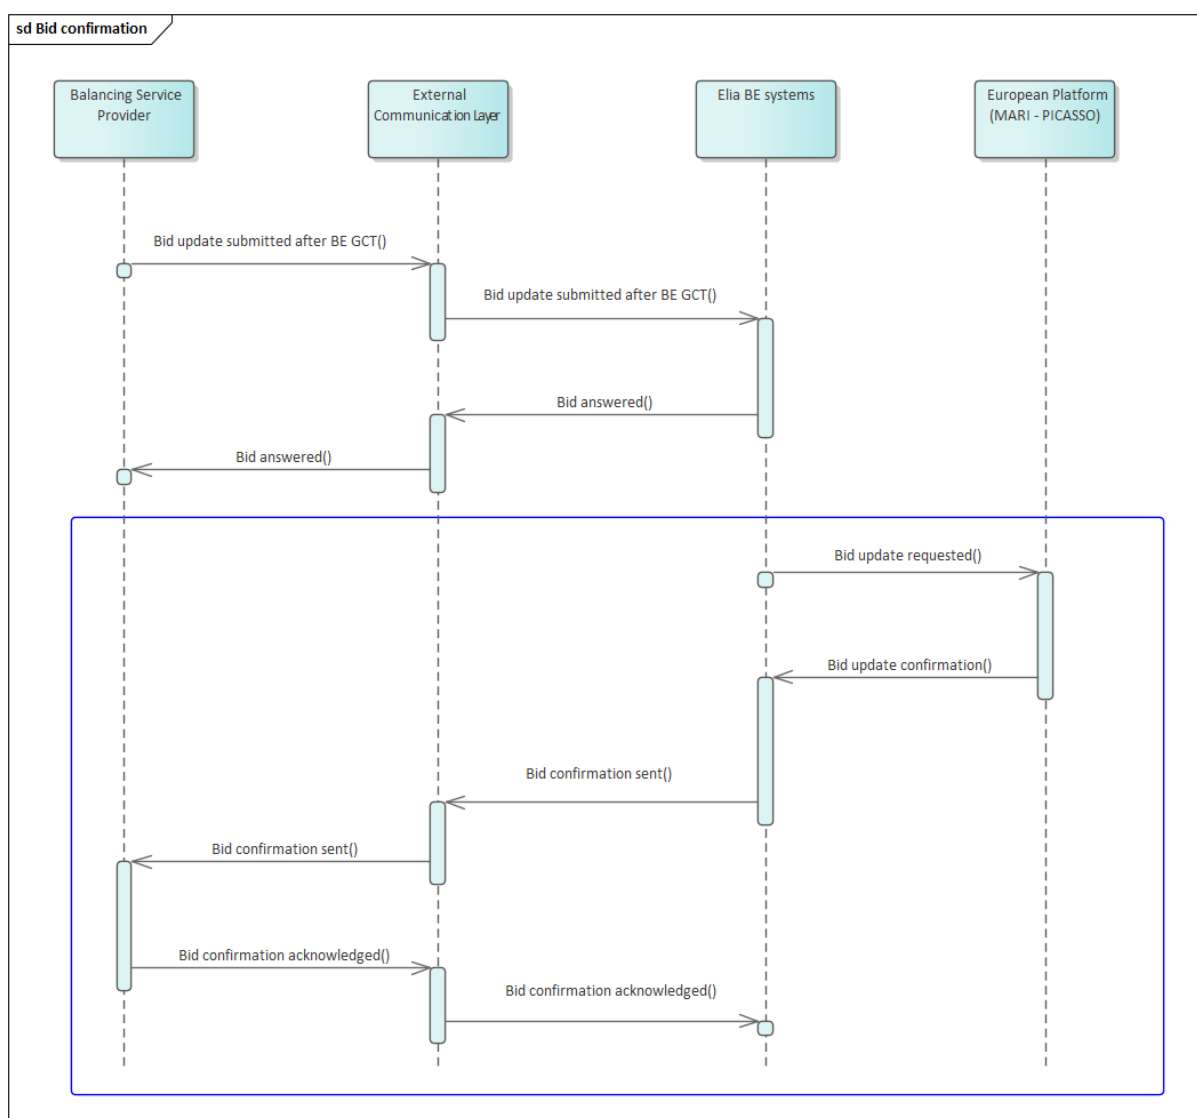 sd Bid confirmation
Balancing Service
Provider
External
Communication Layer
Elia BE systems
European Platform
(MARI - PICASSO)
Bid update submitted after BE GCT()
Bid update submitted after BE GCT()
Bid answered()
Bid answered()
Bid update requested()
Bid update confirmation()
Bid confirmation sent()
Bid confirmation sent()
Bid confirmation acknowledged()
Bid confirmation acknowledged()